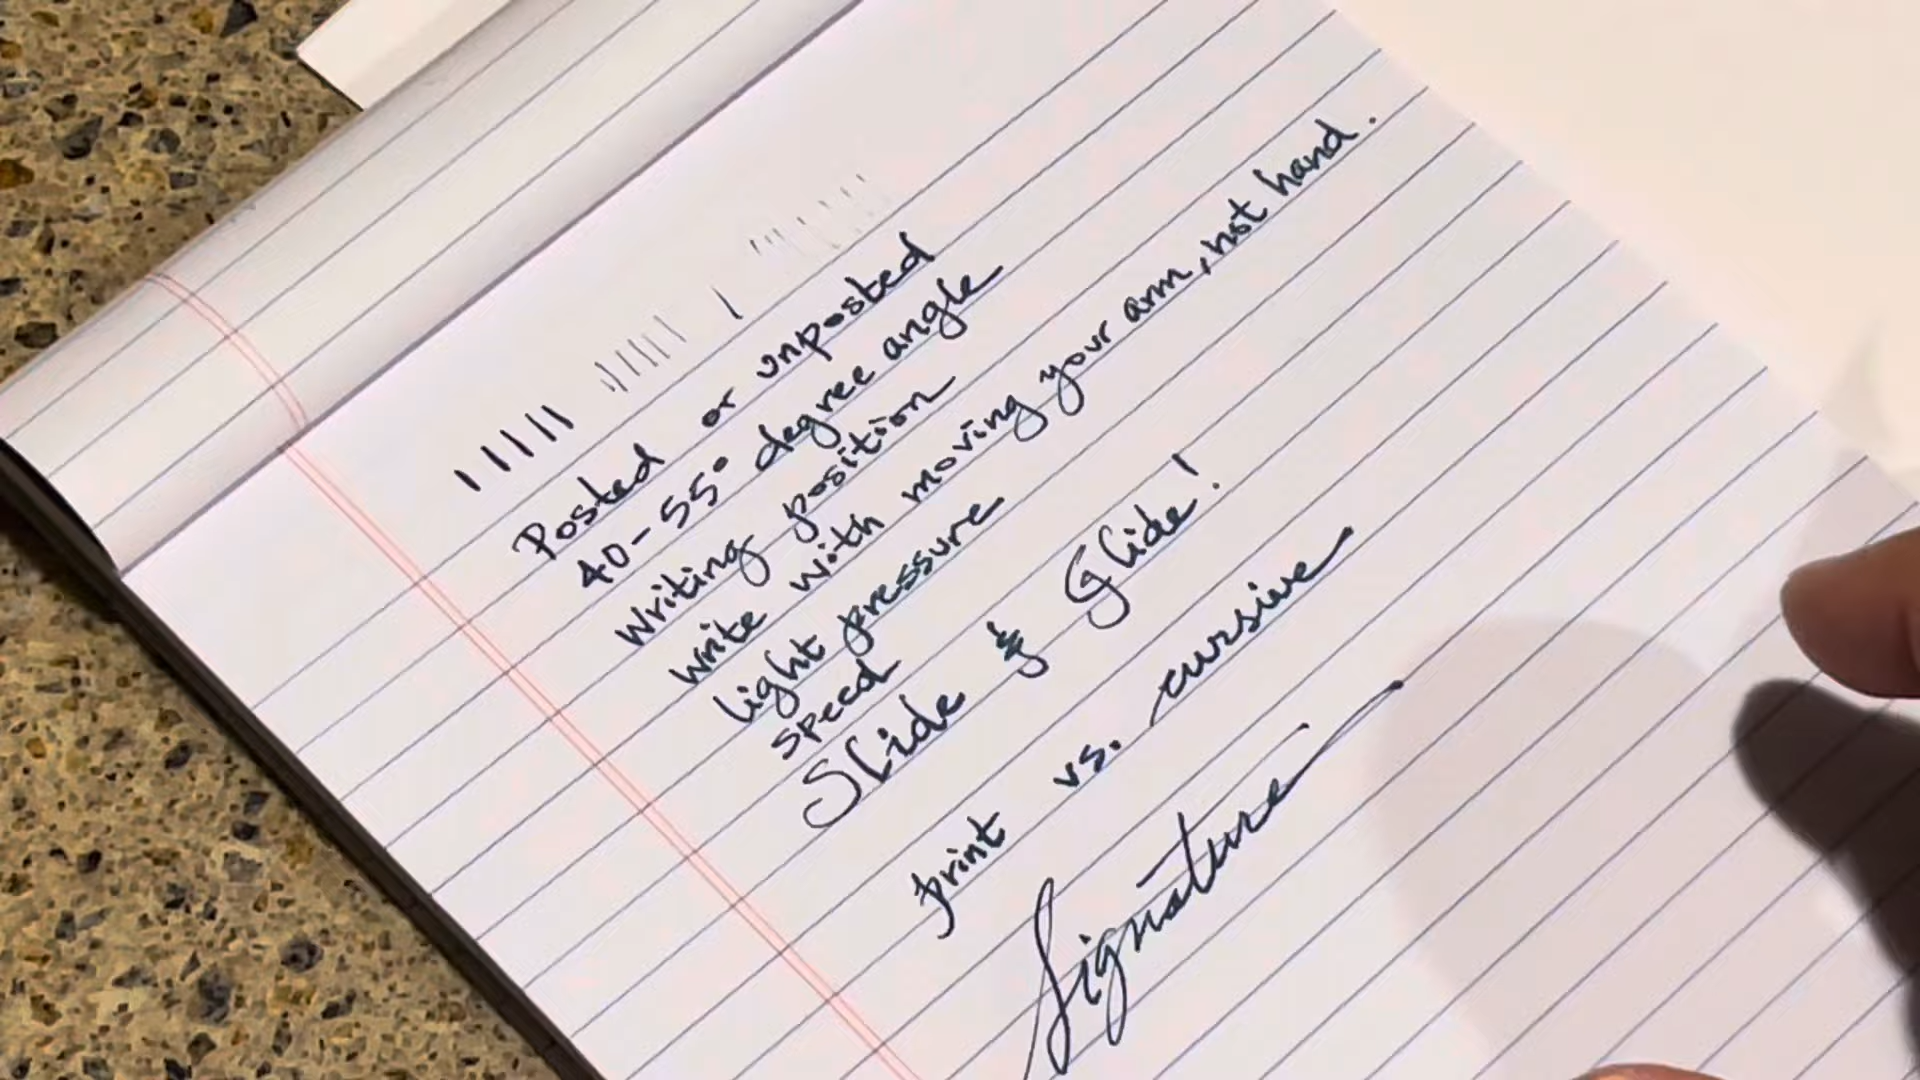 Posted or unposted
40-55° degree angle
Writing position
Write with moving your arm, not hand.
light pressure
speed
Slide & Glide!
print vs. cursive
Signature